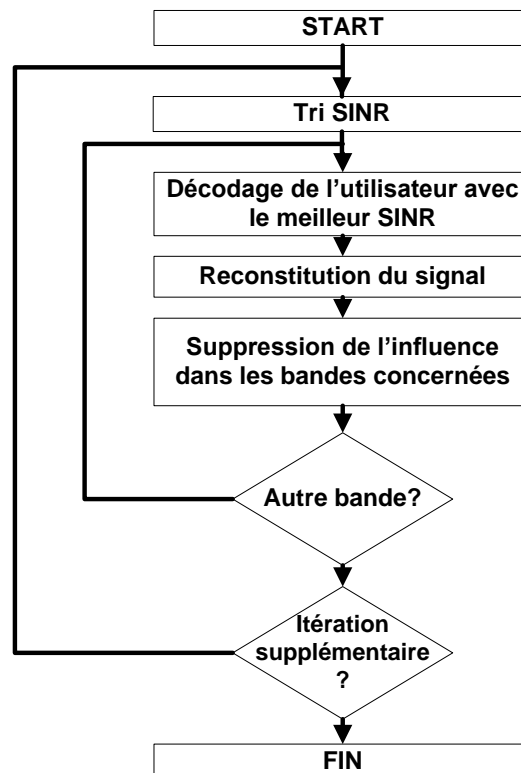 START
Tri SINR
Décodage de l’utilisateur avec
le meilleur SINR
Reconstitution du signal
Suppression de l’influence
dans les bandes concernées
Autre bande?
Itération
supplémentaire
?
FIN